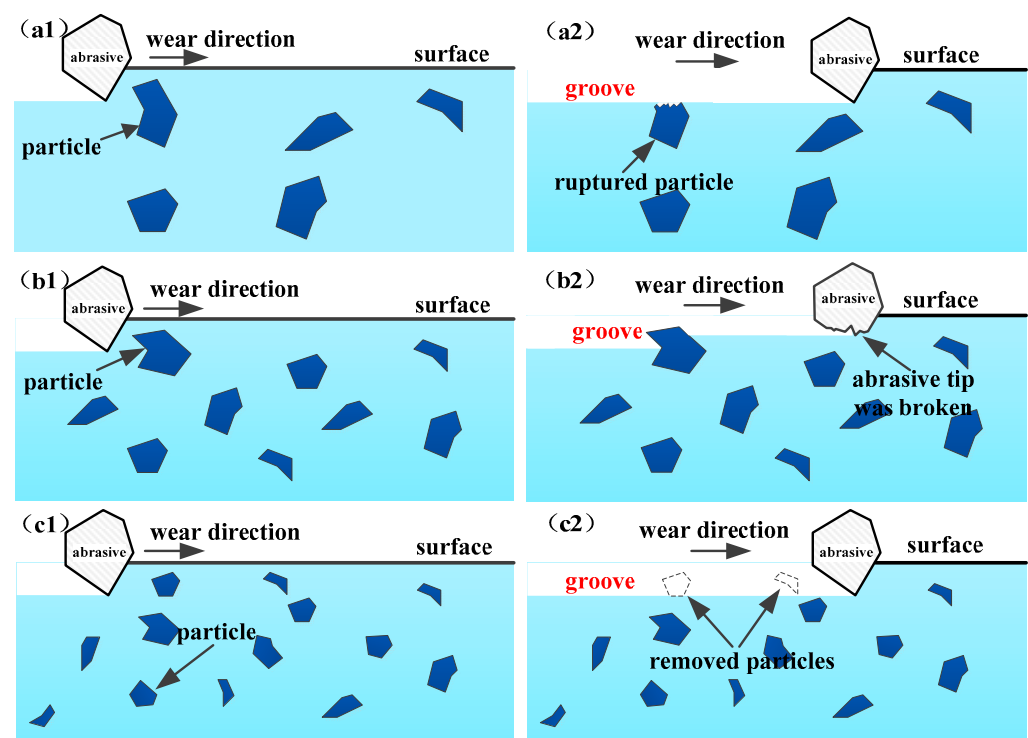 (a1)
wear direction
surface
abrasive
particle
(a2)
wear direction
surface
abrasive
groove
ruptured particle
(b1)
wear direction
surface
abrasive
particle
(b2)
wear direction
surface
abrasive
groove
abrasive tip
was broken
(c1)
wear direction
surface
abrasive
particle
(c2)
wear direction
surface
abrasive
groove
removed particles